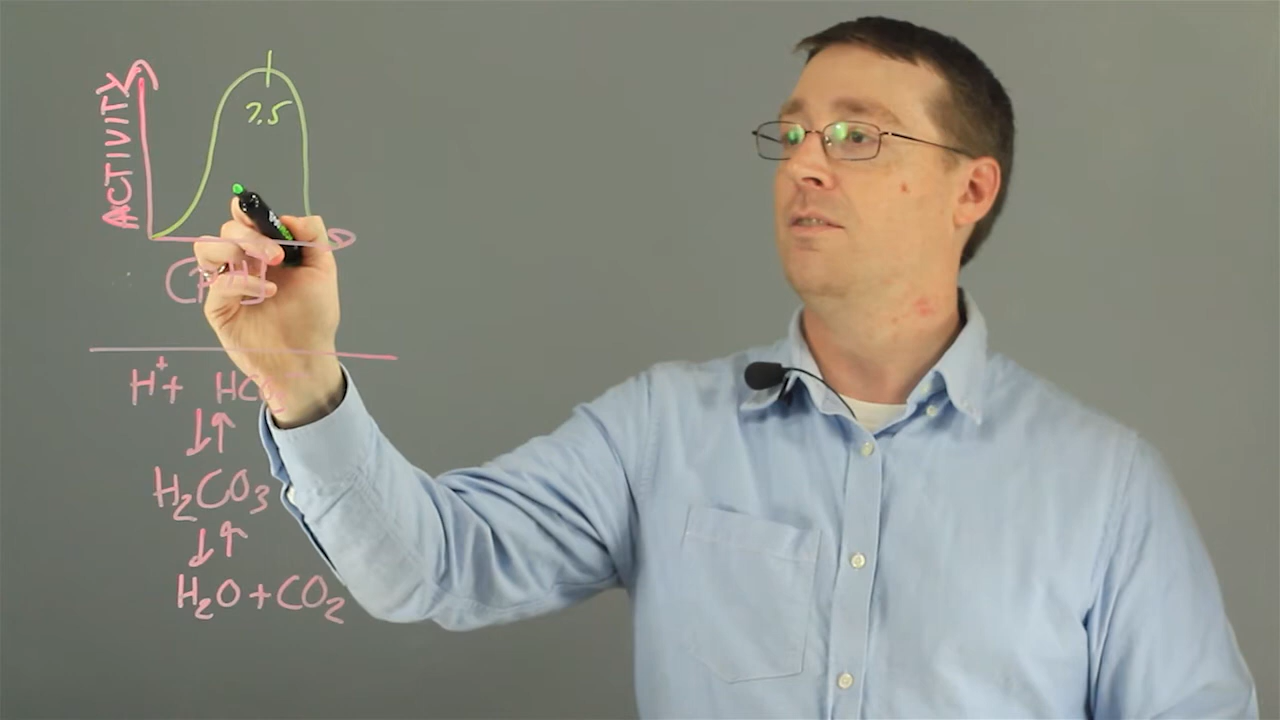 ACTIVITY
7.5
H⁺ + HCO
H₂CO₃
H₂O + CO₂